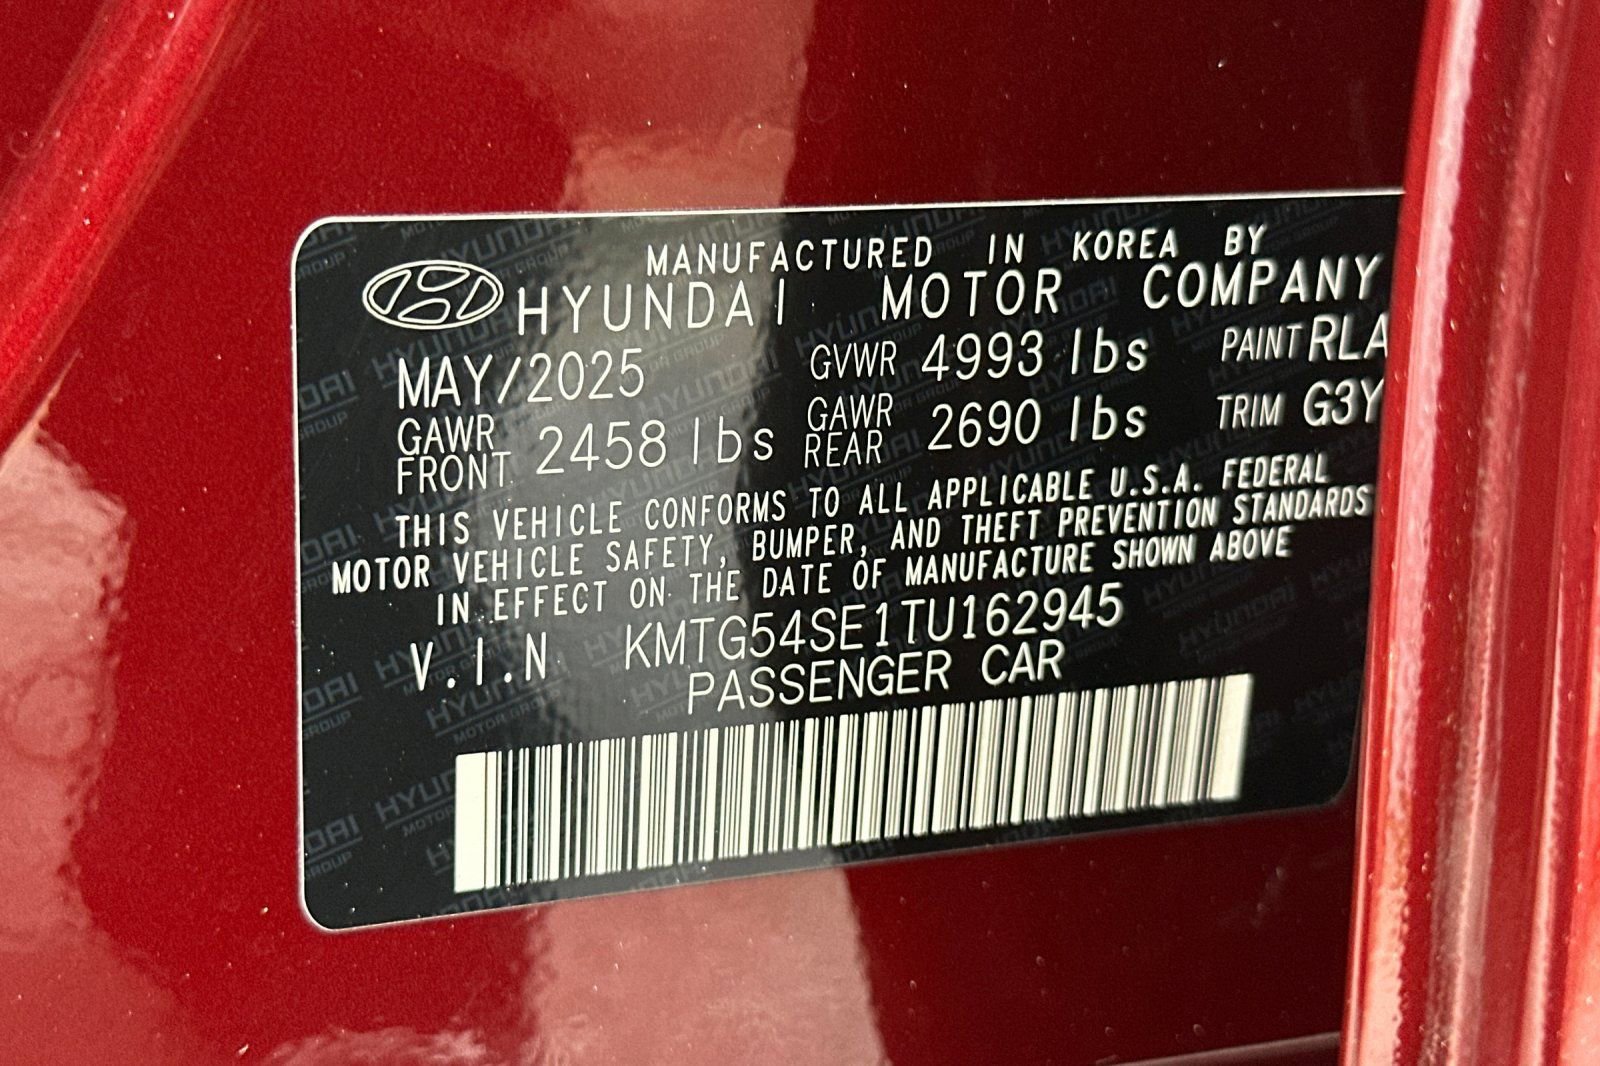 MANUFACTURED IN KOREA BY
HYUNDAI MOTOR COMPANY
MAY/2025 GVWR 4993 lbs PAINT RLA
GAWR FRONT 2458 lbs GAWR REAR 2690 lbs TRIM G3Y
THIS VEHICLE CONFORMS TO ALL APPLICABLE U.S.A. FEDERAL
MOTOR VEHICLE SAFETY, BUMPER, AND THEFT PREVENTION STANDARDS
IN EFFECT ON THE DATE OF MANUFACTURE SHOWN ABOVE
V.I.N KMTG54SE1TU162945
PASSENGER CAR